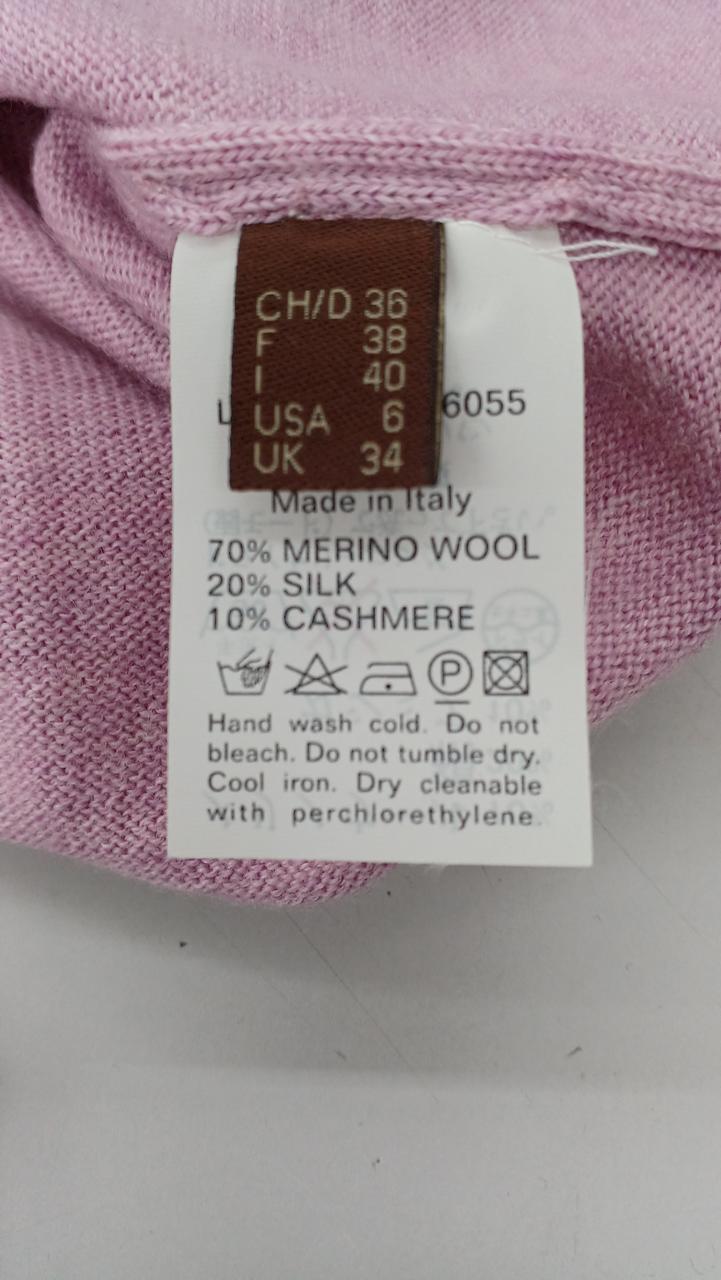 CH/D 36
F 38
I 40
USA 6
UK 34
6055
Made in Italy
70% MERINO WOOL
20% SILK
10% CASHMERE
P
Hand wash cold. Do not
bleach. Do not tumble dry.
Cool iron. Dry cleanable
with perchlorethylene.